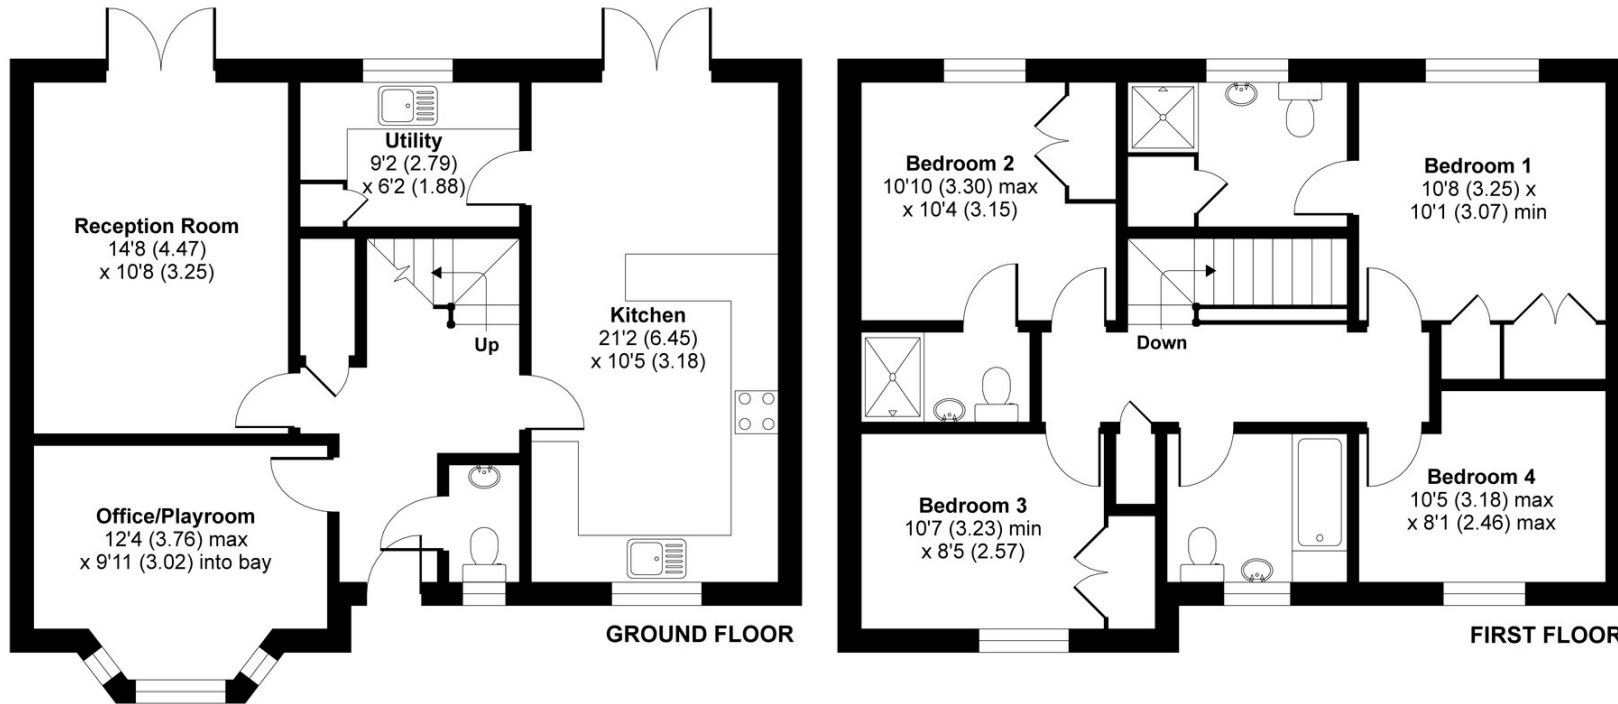 Reception Room
14'8 (4.47)
x 10'8 (3.25)
Utility
9'2 (2.79)
x 6'2 (1.88)
Kitchen
21'2 (6.45)
x 10'5 (3.18)
Up
Office/Playroom
12'4 (3.76) max
x 9'11 (3.02) into bay
GROUND FLOOR
Bedroom 2
10'10 (3.30) max
x 10'4 (3.15)
Bedroom 1
10'8 (3.25) x
10'1 (3.07) min
Down
Bedroom 3
10'7 (3.23) min
x 8'5 (2.57)
Bedroom 4
10'5 (3.18) max
x 8'1 (2.46) max
FIRST FLOOR